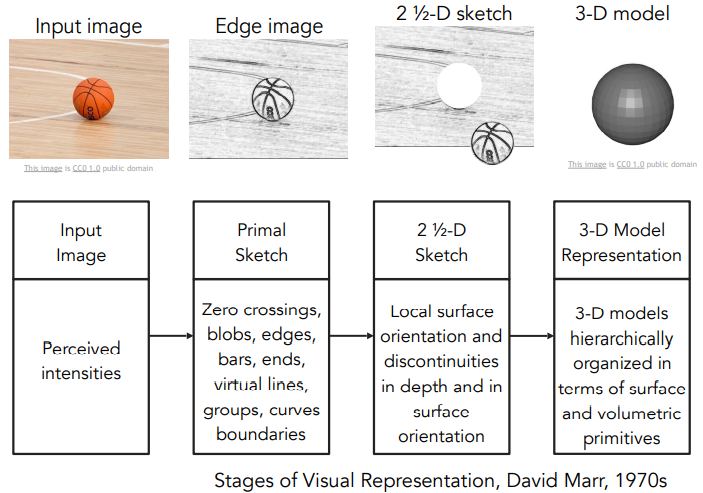 Input image
Edge image
2 ½-D sketch
3-D model
This image is CC0 1.0 public domain
This image is CC0 1.0 public domain
Input
Image
Primal
Sketch
2 ½-D
Sketch
3-D Model
Representation
Perceived
intensities
Zero crossings,
blobs, edges,
bars, ends,
virtual lines,
groups, curves
boundaries
Local surface
orientation and
discontinuities
in depth and in
surface
orientation
3-D models
hierarchically
organized in
terms of surface
and volumetric
primitives
Stages of Visual Representation, David Marr, 1970s